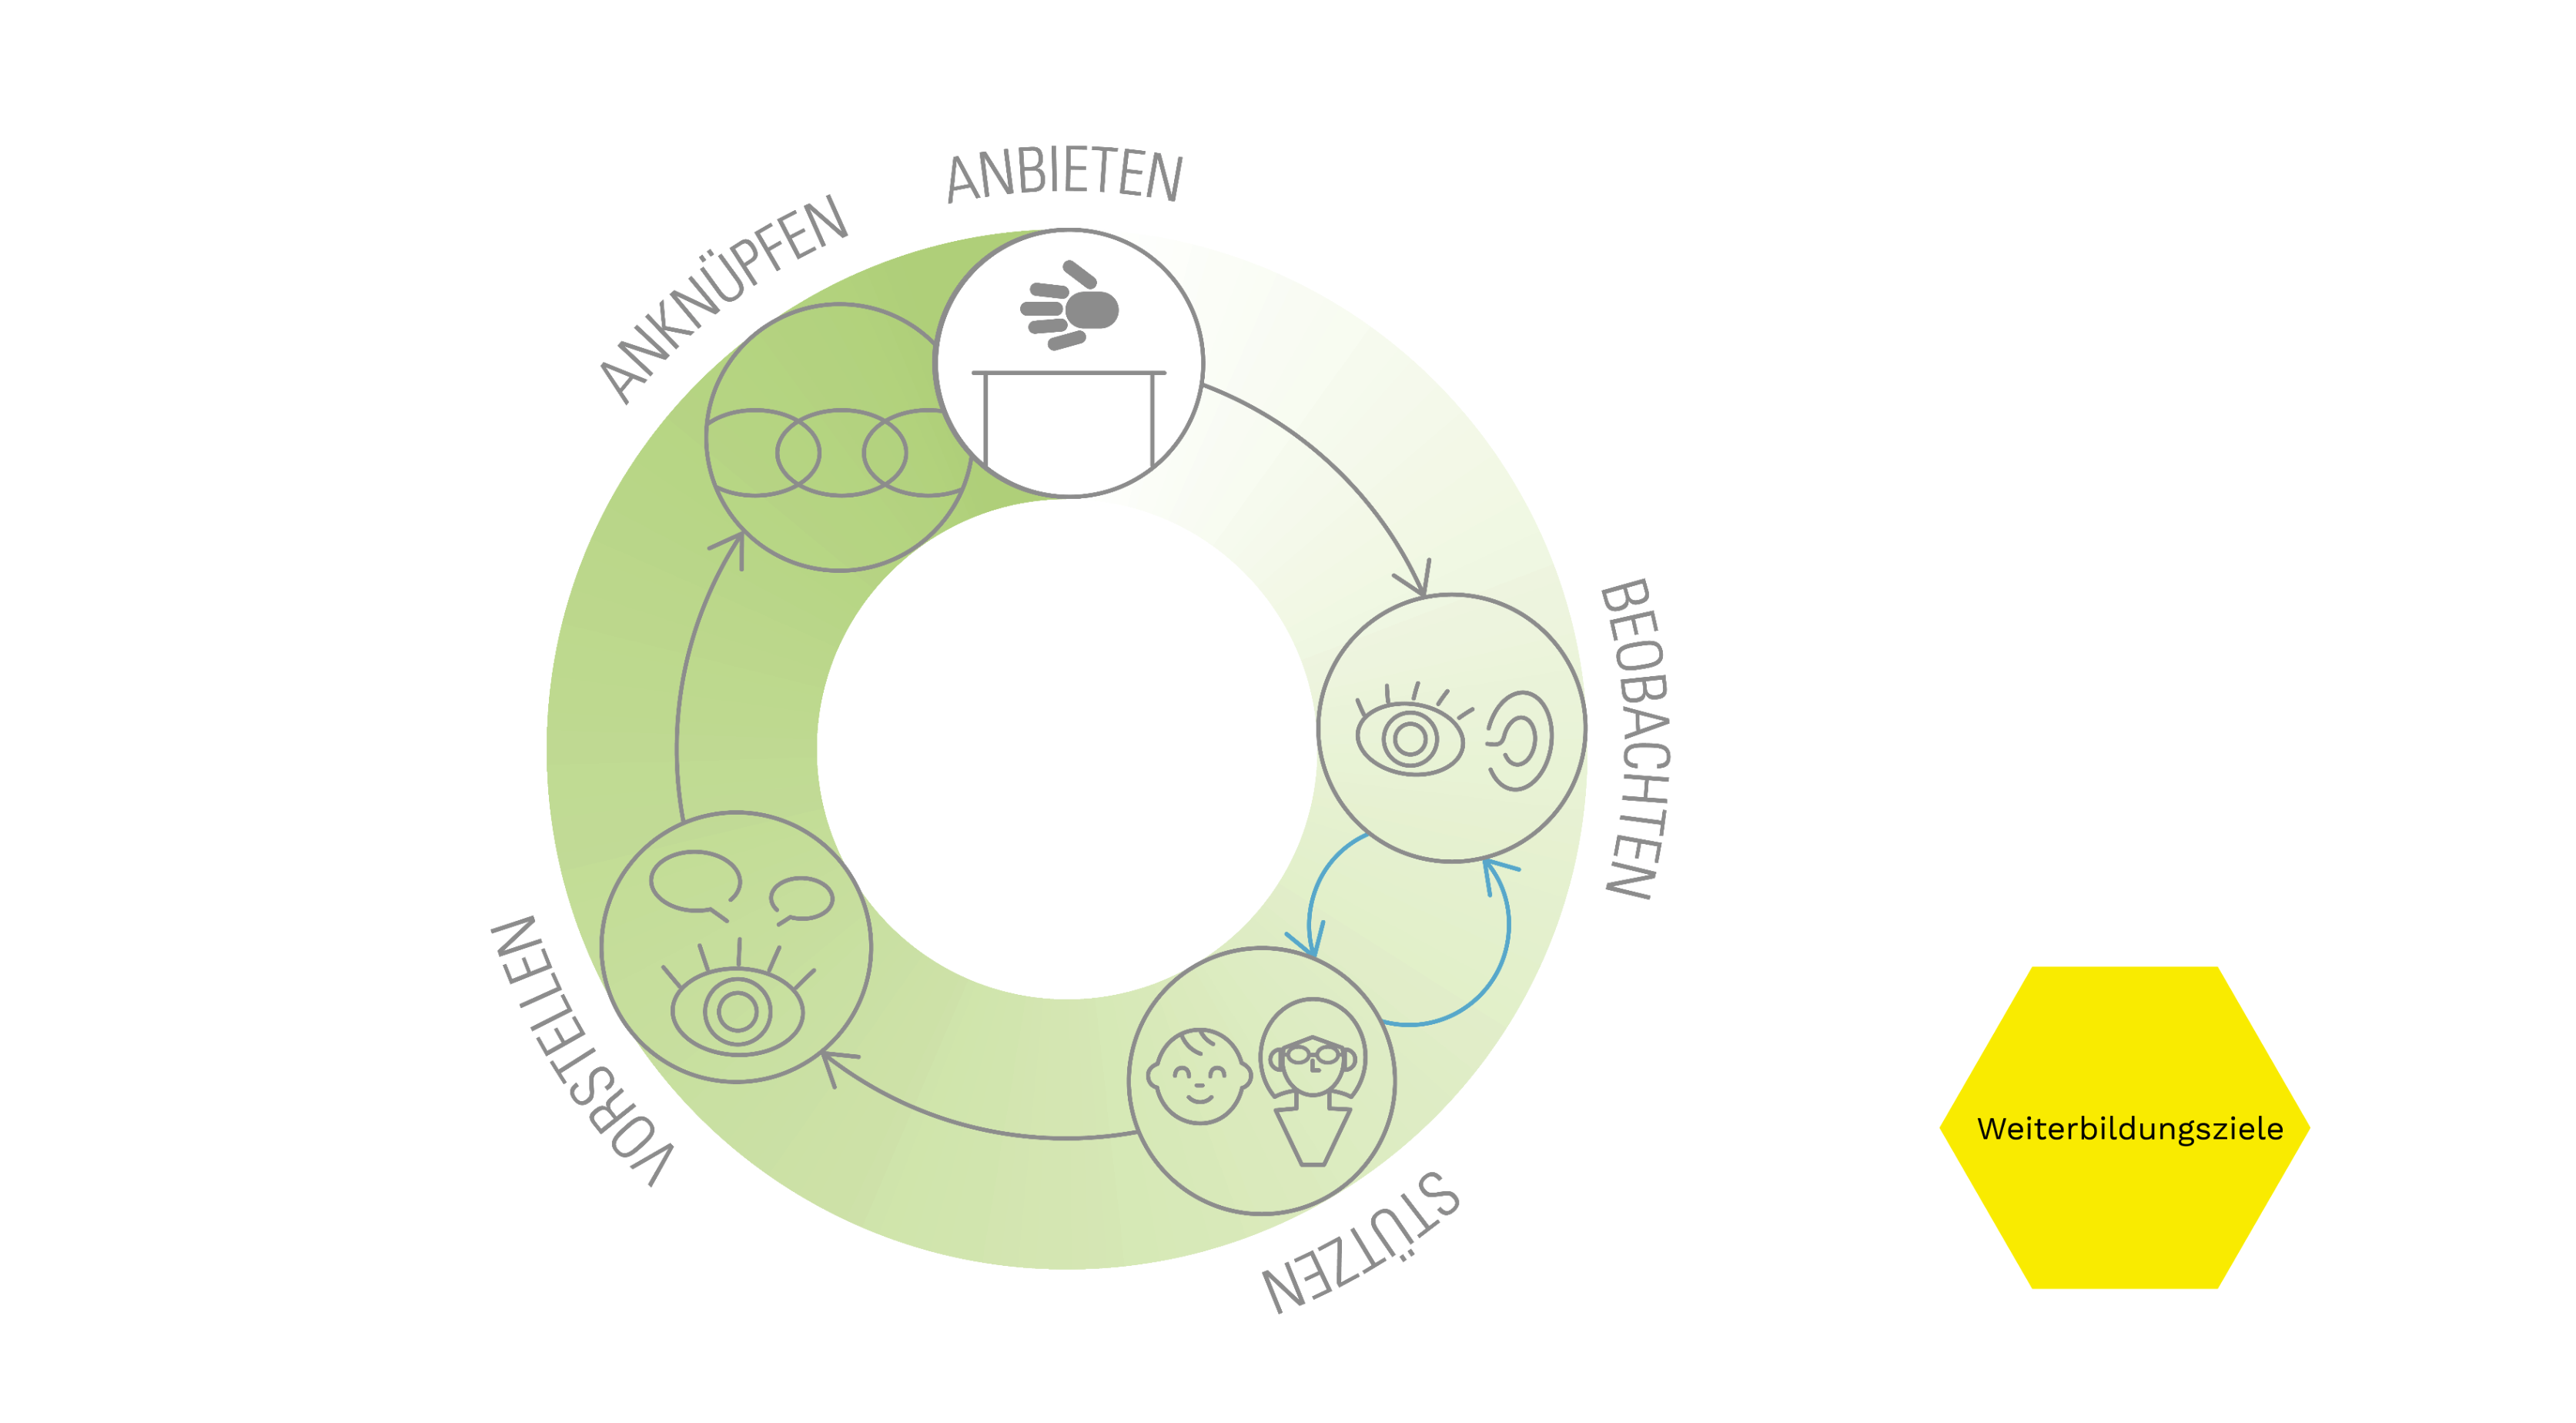 ANBIETEN
BEOBACHTEN
STÜTZEN
VORSTELLEN
ANKNÜPFEN
Weiterbildungsziele